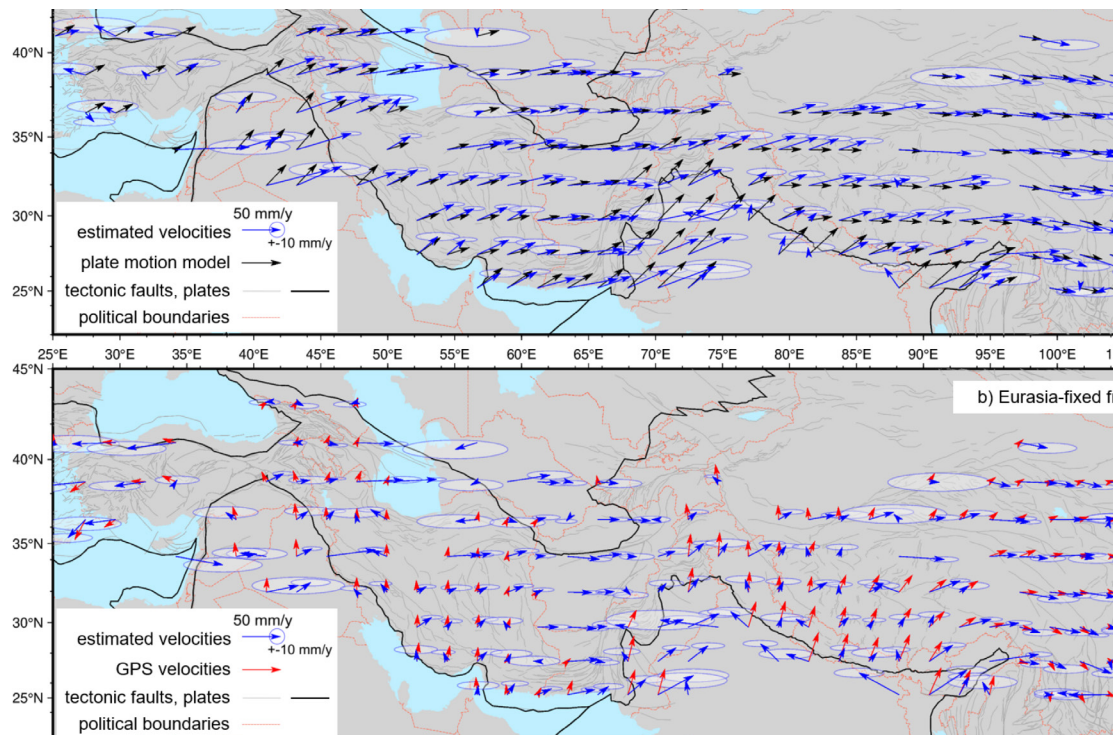 40°N
35°N
30°N
25°N
50 mm/y
estimated velocities
+-10 mm/y
plate motion model
tectonic faults, plates
political boundaries
25°E 30°E 35°E 40°E 45°E 50°E 55°E 60°E 65°E 70°E 75°E 80°E 85°E 90°E 95°E 100°E
45°N
b) Eurasia-fixed
40°N
35°N
30°N
25°N
50 mm/y
estimated velocities
+-10 mm/y
GPS velocities
tectonic faults, plates
political boundaries